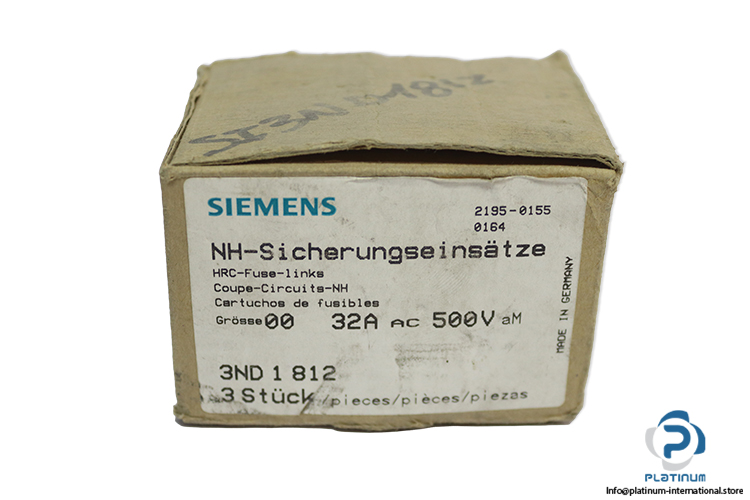 SIEMENS
2195-0155
0164
NH-Sicherungseinsätze
HRC-Fuse-links
Coupe-Circuits-NH
Cartuchos de fusibles
Grösse 00 32A AC 500V aM
3ND 1 812
3 Stück/pieces/pièces/piezas
MADE IN GERMANY
PLATINUM
Info@platinum-international.store